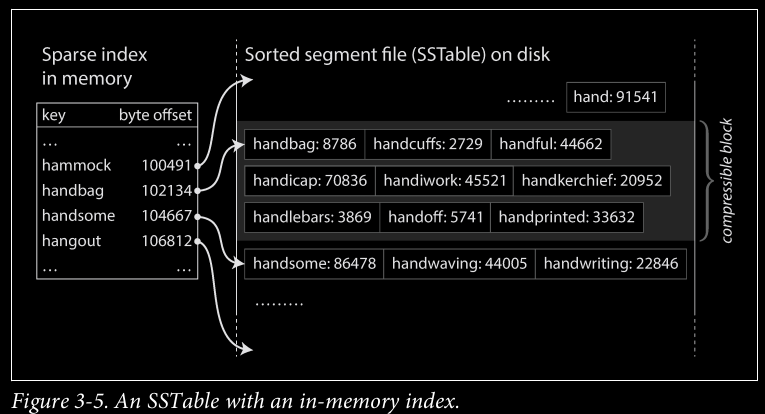 Sparse index
in memory
key byte offset
... ...
hammock 100491
handbag 102134
handsome 104667
hangout 106812
... ...
Sorted segment file (SSTable) on disk
......... hand: 91541
handbag: 8786 handcuffs: 2729 handful: 44662
handicap: 70836 handiwork: 45521 handkerchief: 20952
handlebars: 3869 handoff: 5741 handprinted: 33632
handsome: 86478 handwaving: 44005 handwriting: 22846
.........
compressible block
Figure 3-5. An SSTable with an in-memory index.